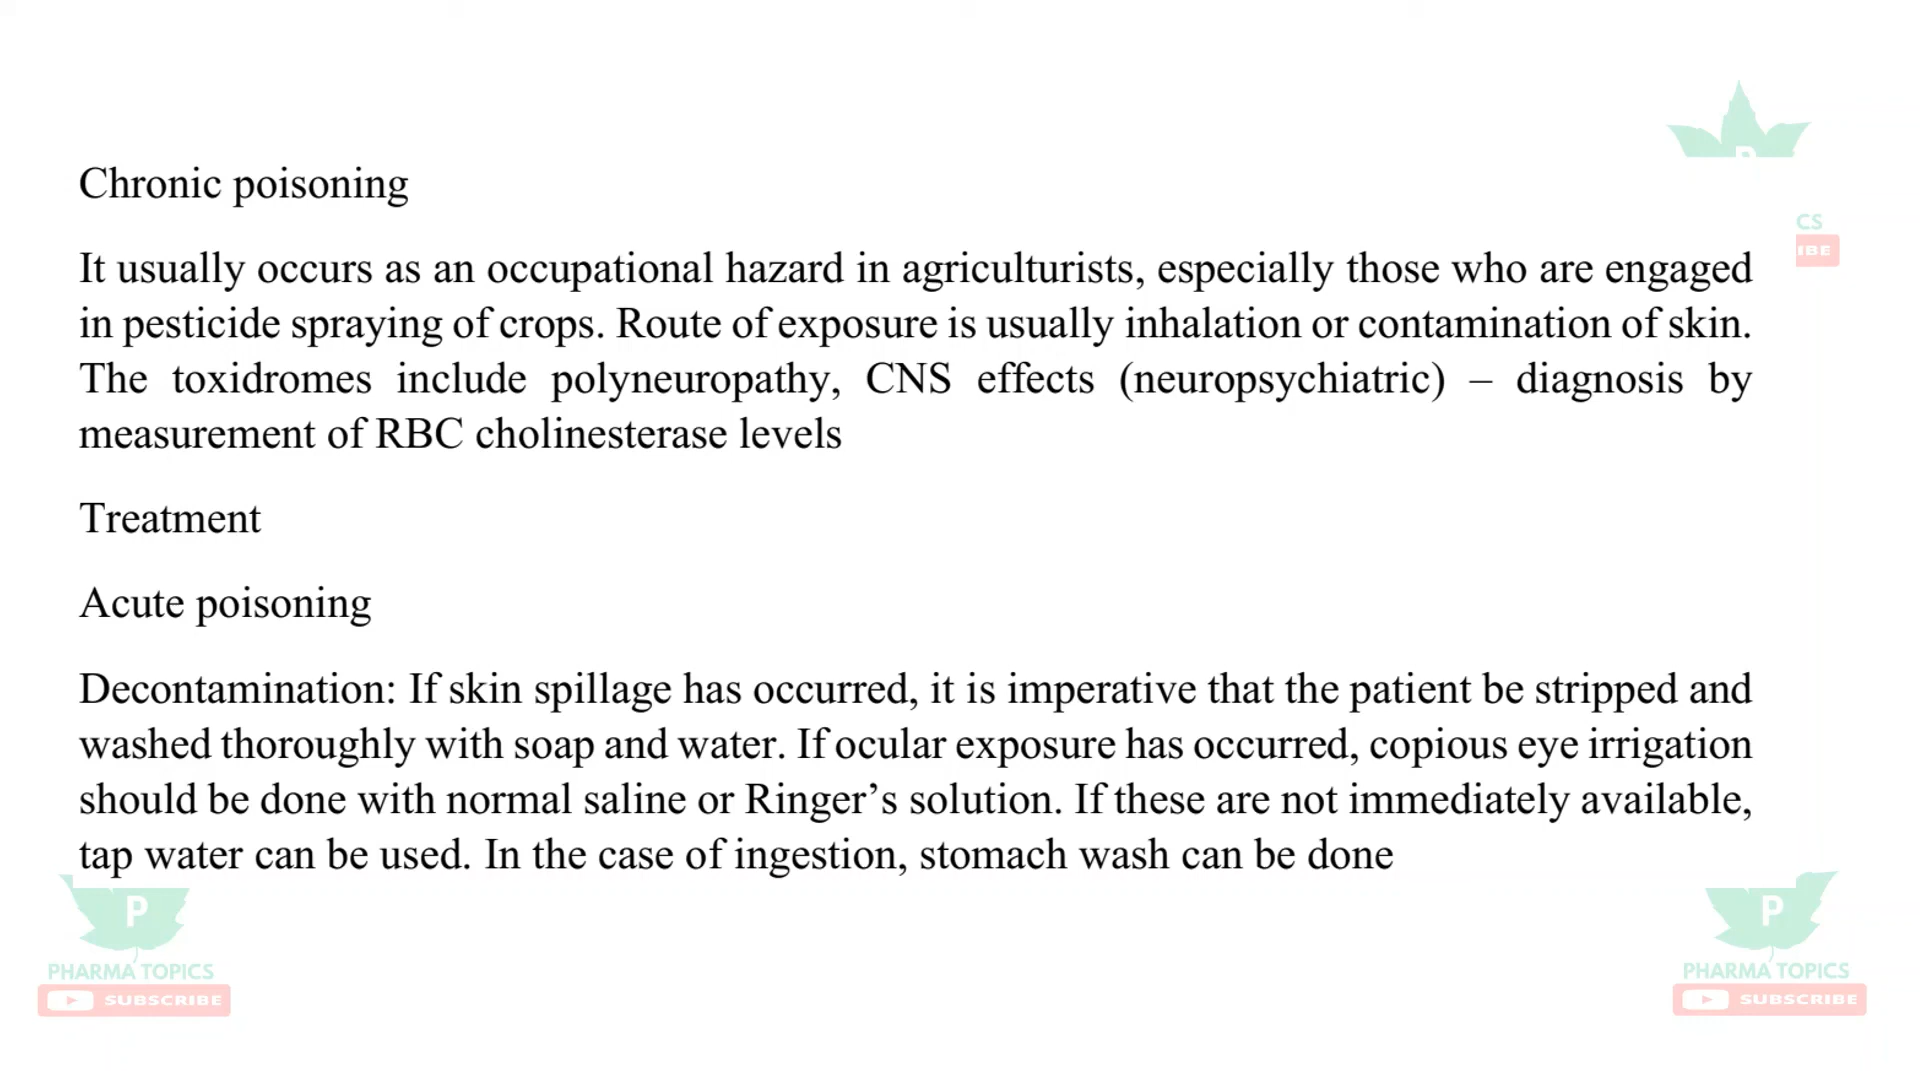 Chronic poisoning
CS
IBE
It usually occurs as an occupational hazard in agriculturists, especially those who are engaged
in pesticide spraying of crops. Route of exposure is usually inhalation or contamination of skin.
The toxidromes include polyneuropathy, CNS effects (neuropsychiatric) – diagnosis by
measurement of RBC cholinesterase levels
Treatment
Acute poisoning
Decontamination: If skin spillage has occurred, it is imperative that the patient be stripped and
washed thoroughly with soap and water. If ocular exposure has occurred, copious eye irrigation
should be done with normal saline or Ringer’s solution. If these are not immediately available,
tap water can be used. In the case of ingestion, stomach wash can be done
P
PHARMA TOPICS
SUBSCRIBE
P
PHARMA TOPICS
SUBSCRIBE